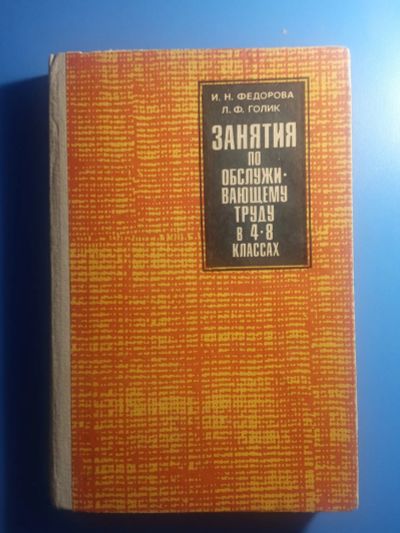 И. Н. ФЕДОРОВА
Л. Ф. ГОЛИК
ЗАНЯТИЯ
ПО
ОБСЛУЖИ-
ВАЮЩЕМУ
ТРУДУ
В 4-8
КЛАССАХ